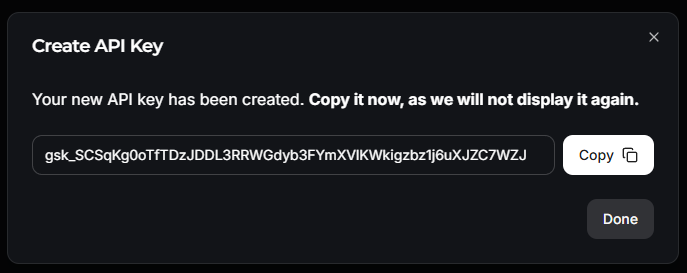 Create API Key
Your new API key has been created. Copy it now, as we will not display it again.
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
Copy
Done